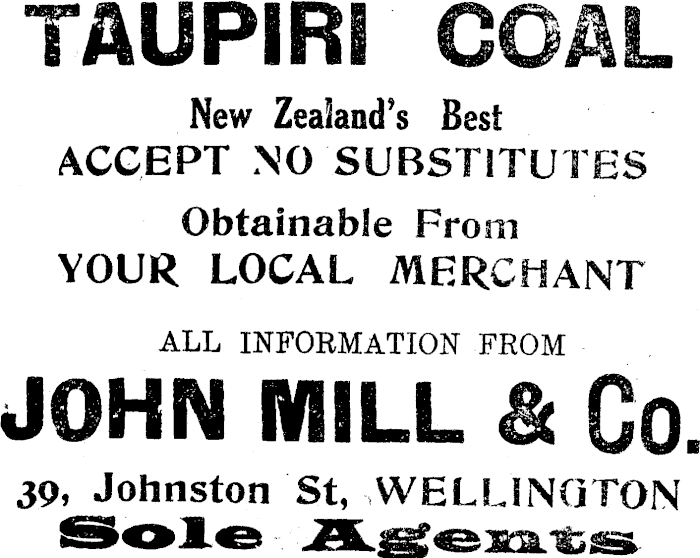 TAUPIRI COAL
New Zealand's Best
ACCEPT NO SUBSTITUTES
Obtainable From
YOUR LOCAL MERCHANT
ALL INFORMATION FROM
JOHN MILL & Co.
39, Johnston St, WELLINGTON
Sole Agents